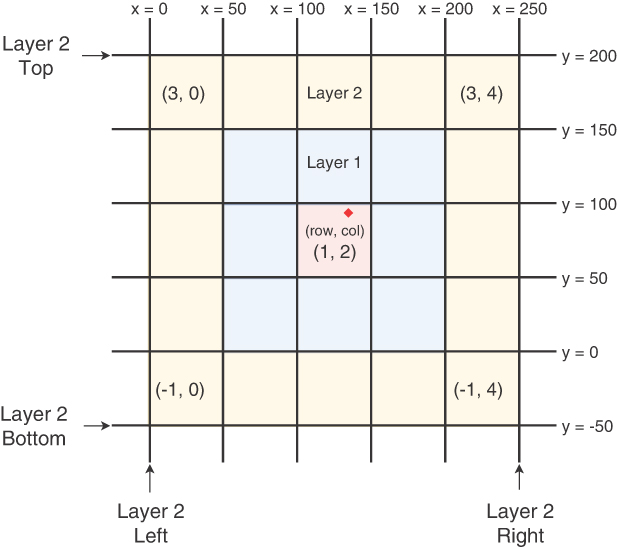 x = 0 x = 50 x = 100 x = 150 x = 200 x = 250
Layer 2
Top
y = 200
(3, 0) Layer 2 (3, 4)
y = 150
Layer 1
y = 100
(row, col)
(1, 2)
y = 50
y = 0
(-1, 0) (-1, 4)
Layer 2
Bottom
y = -50
Layer 2
Left
Layer 2
Right